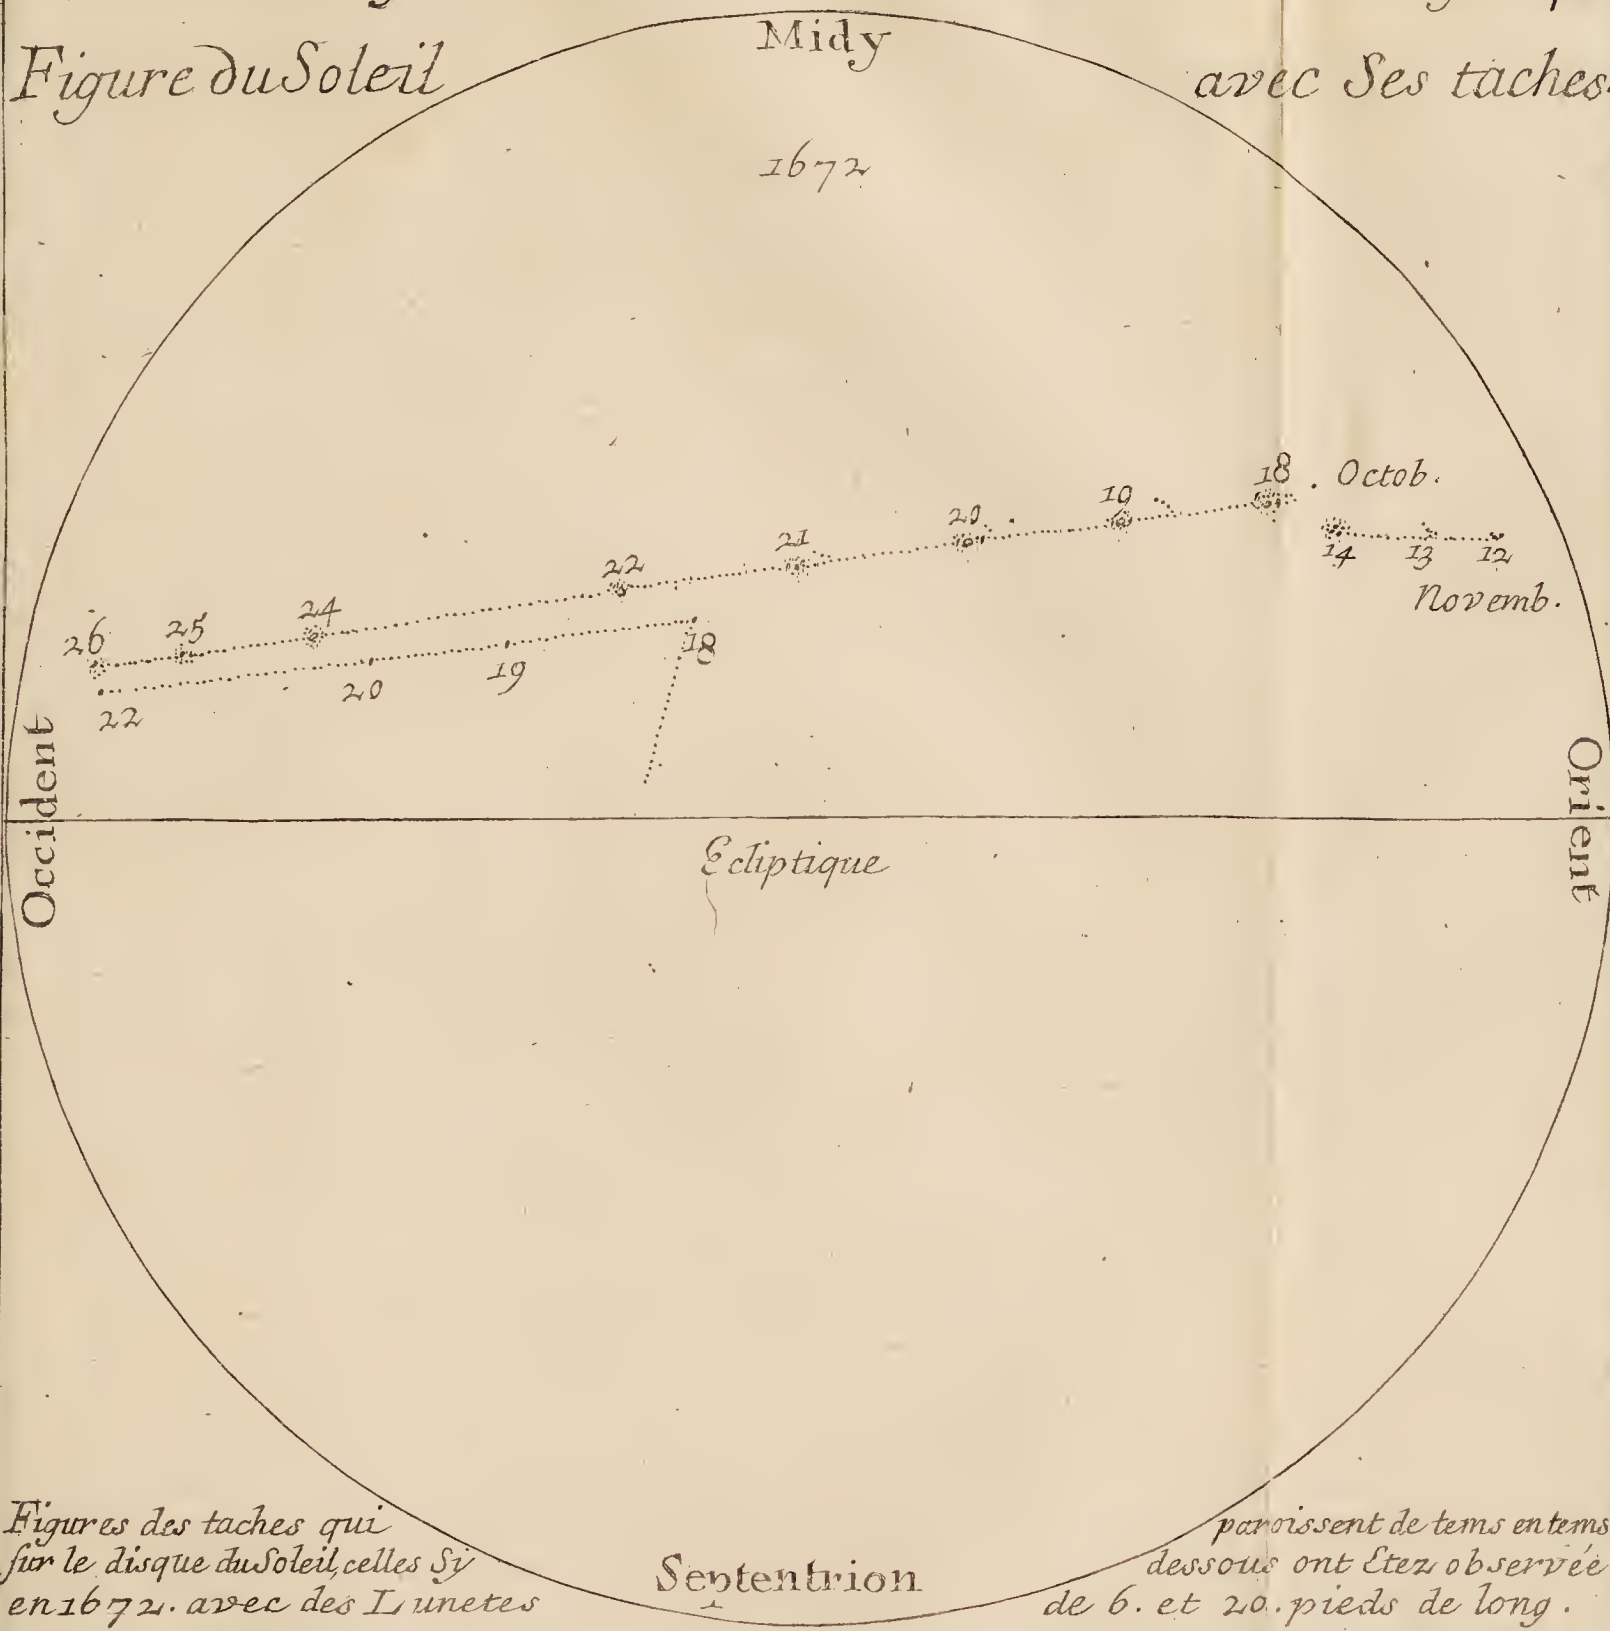 Midy
Figure du Soleil avec Ses taches.
1672
18 . Octob.
19
20
21
22
24
25
26
14 13 12
Novemb.
18
19
20
22
Occident
Orient
Ecliptique
Septentrion
Figures des taches qui paroissent de tems en tems
sur le disque du Soleil, celles Sy dessous ont Etez observée
en 1672. avec des Lunetes de 6. et 20. pieds de long.